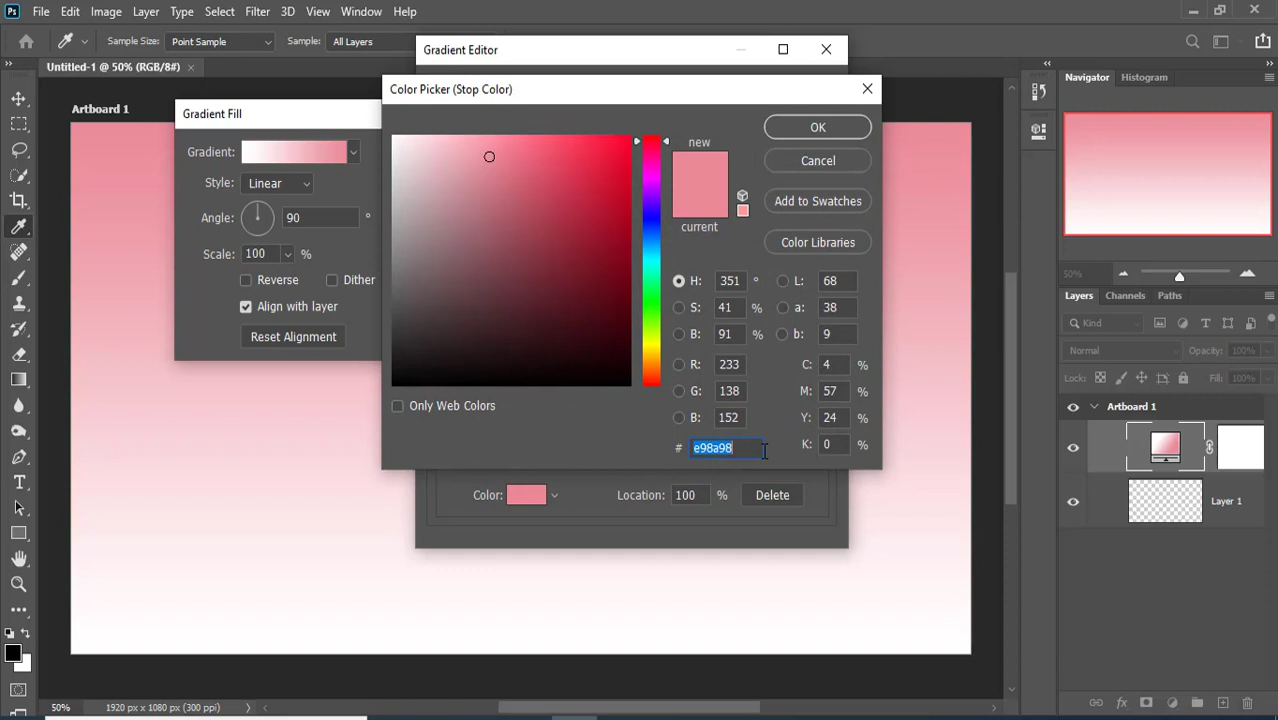 Ps File Edit Image Layer Type Select Filter 3D View Window Help
Sample Size: Point Sample Sample: All Layers
Gradient Editor
Untitled-1 @ 50% (RGB/8#)
Navigator Histogram
Color Picker (Stop Color)
Artboard 1
Gradient Fill
new
OK
Gradient:
Cancel
Style: Linear
Add to Swatches
Angle: 90 °
current
Color Libraries
Scale: 100 %
50%
H: 351 ° L: 68
Reverse Dither
Layers Channels Paths
Align with layer
S: 41 % a: 38
Kind
Reset Alignment
B: 91 % b: 9
Normal Opacity: 100%
R: 233 C: 4 %
Lock: Fill: 100%
G: 138 M: 57 %
Only Web Colors
Artboard 1
B: 152 Y: 24 %
# e98a98 K: 0 %
Color: Location: 100 % Delete
Layer 1
T
50% 1920 px x 1080 px (300 ppi)
fx